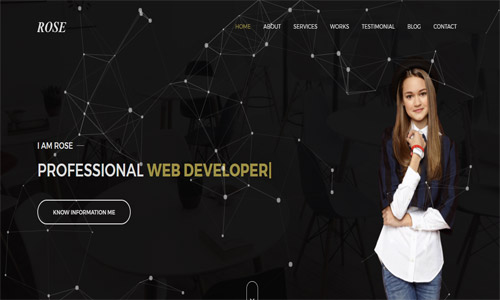 ROSE
HOME ABOUT SERVICES WORKS TESTIMONIAL BLOG CONTACT
I AM ROSE
PROFESSIONAL WEB DEVELOPER|
KNOW INFORMATION ME